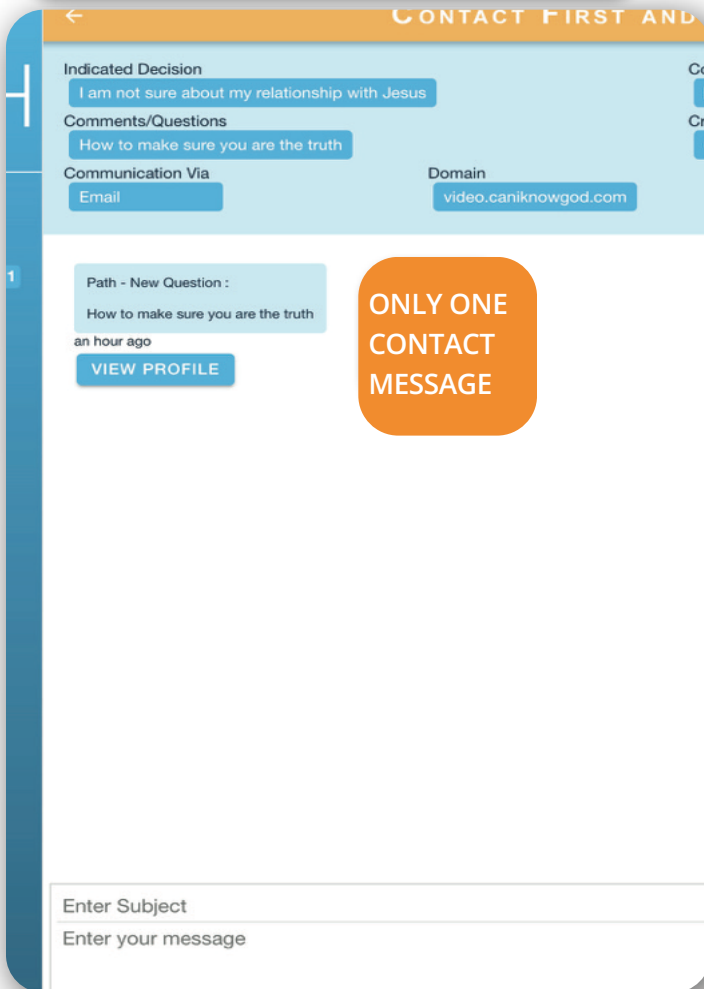 CONTACT FIRST AND
Indicated Decision
I am not sure about my relationship with Jesus
Comments/Questions
How to make sure you are the truth
Communication Via
Email
Domain
video.caniknowgod.com
1
Path - New Question :
How to make sure you are the truth
an hour ago
VIEW PROFILE
ONLY ONE
CONTACT
MESSAGE
Enter Subject
Enter your message